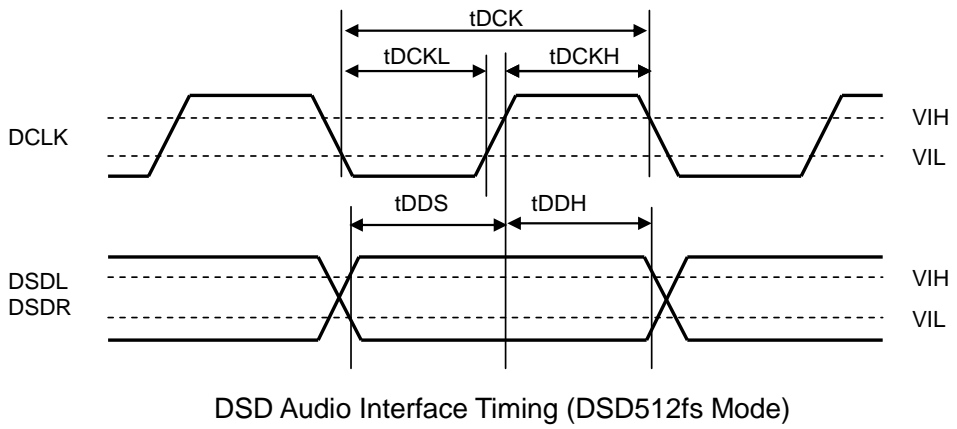 tDCK
tDCKL tDCKH
DCLK
VIH
VIL
tDDS tDDH
DSDL
DSDR
VIH
VIL
DSD Audio Interface Timing (DSD512fs Mode)